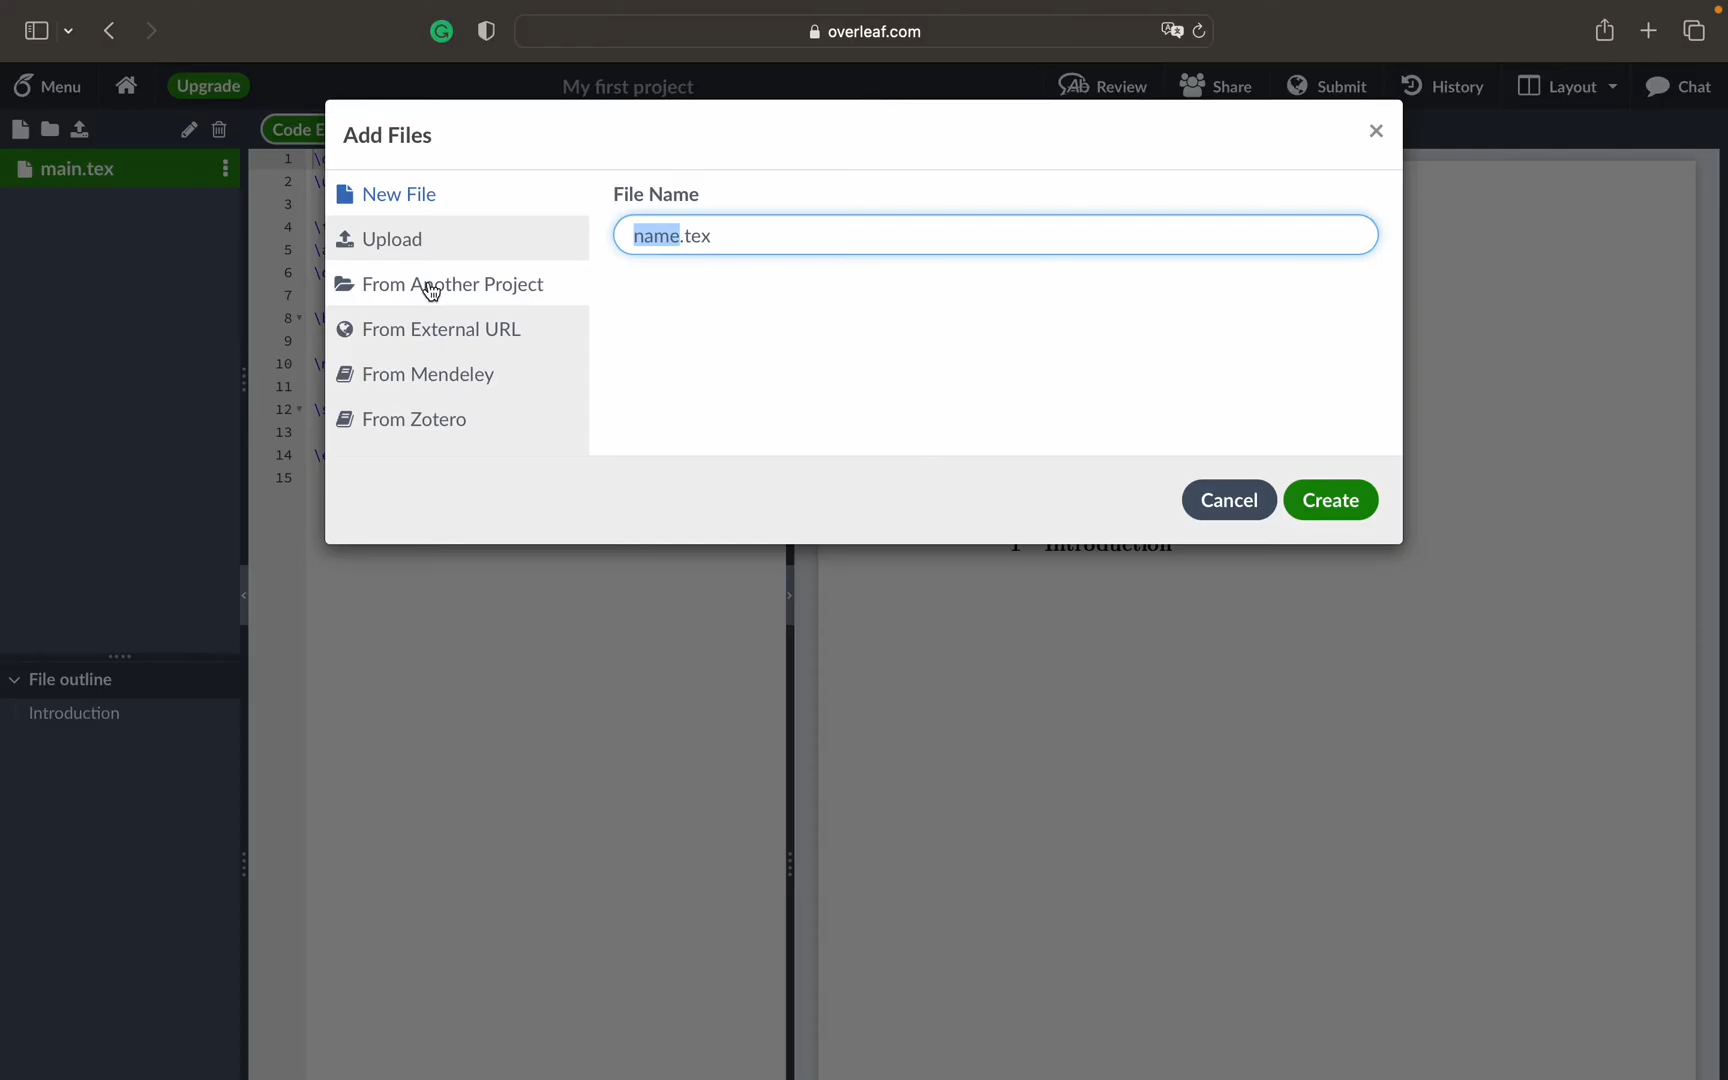 overleaf.com
Menu
Upgrade
My first project
Review
Share
Submit
History
Layout
Chat
Code E
Add Files
×
main.tex
New File
Upload
From Another Project
From External URL
From Mendeley
From Zotero
File Name
name.tex
Cancel
Create
1
2
3
4
5
6
7
8
9
10
11
12
13
14
15
1 Introduction
File outline
Introduction